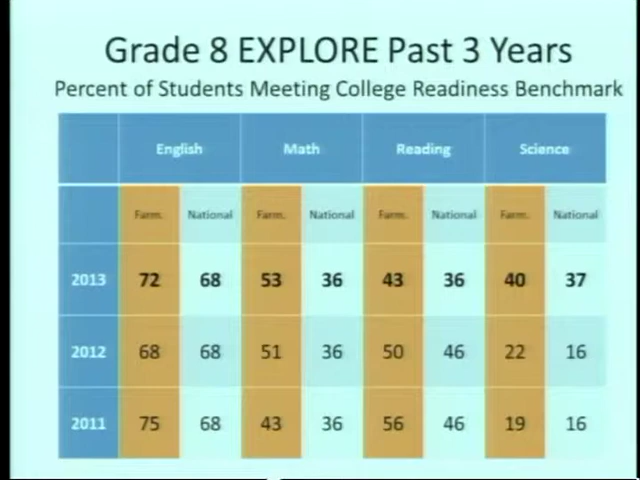 Grade 8 EXPLORE Past 3 Years
Percent of Students Meeting College Readiness Benchmark
English Math Reading Science
Farm. National Farm. National Farm. National Farm. National
2013 72 68 53 36 43 36 40 37
2012 68 68 51 36 50 46 22 16
2011 75 68 43 36 56 46 19 16